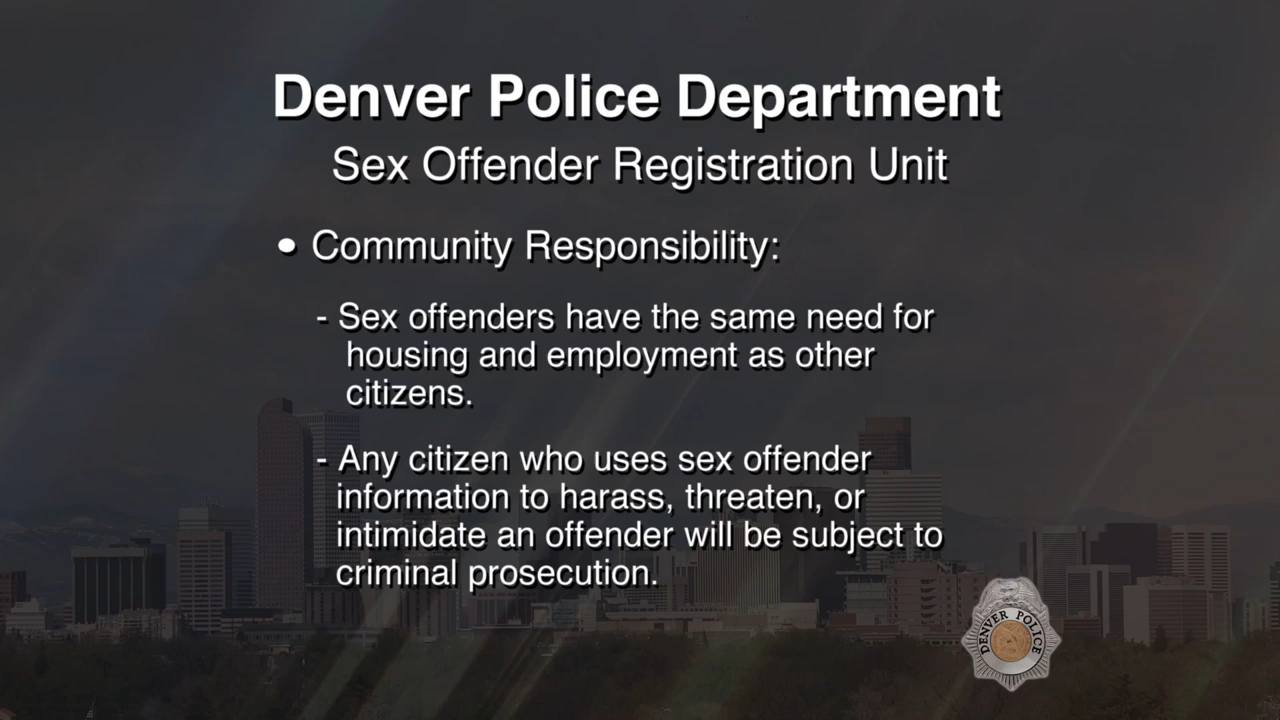 Denver Police Department
Sex Offender Registration Unit
• Community Responsibility:
- Sex offenders have the same need for
housing and employment as other
citizens.
- Any citizen who uses sex offender
information to harass, threaten, or
intimidate an offender will be subject to
criminal prosecution.
DENVER POLICE